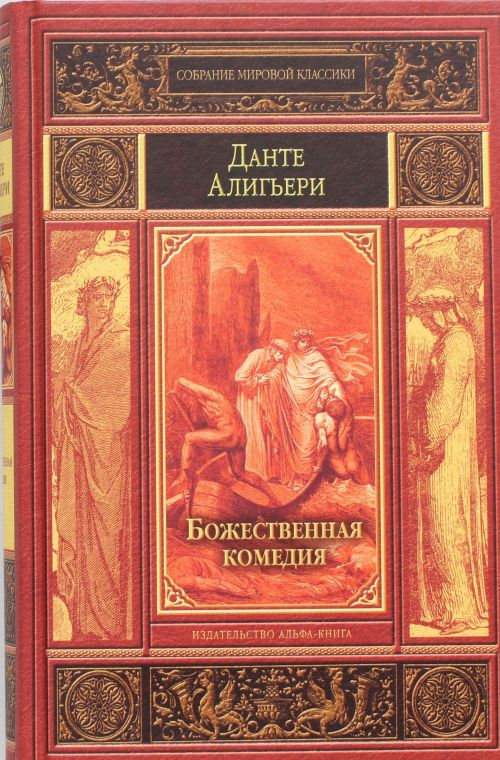 СОБРАНИЕ МИРОВОЙ КЛАССИКИ
ДАНТЕ
АЛИГЬЕРИ
БОЖЕСТВЕННАЯ
КОМЕДИЯ
ИЗДАТЕЛЬСТВО АЛЬФА-КНИГА